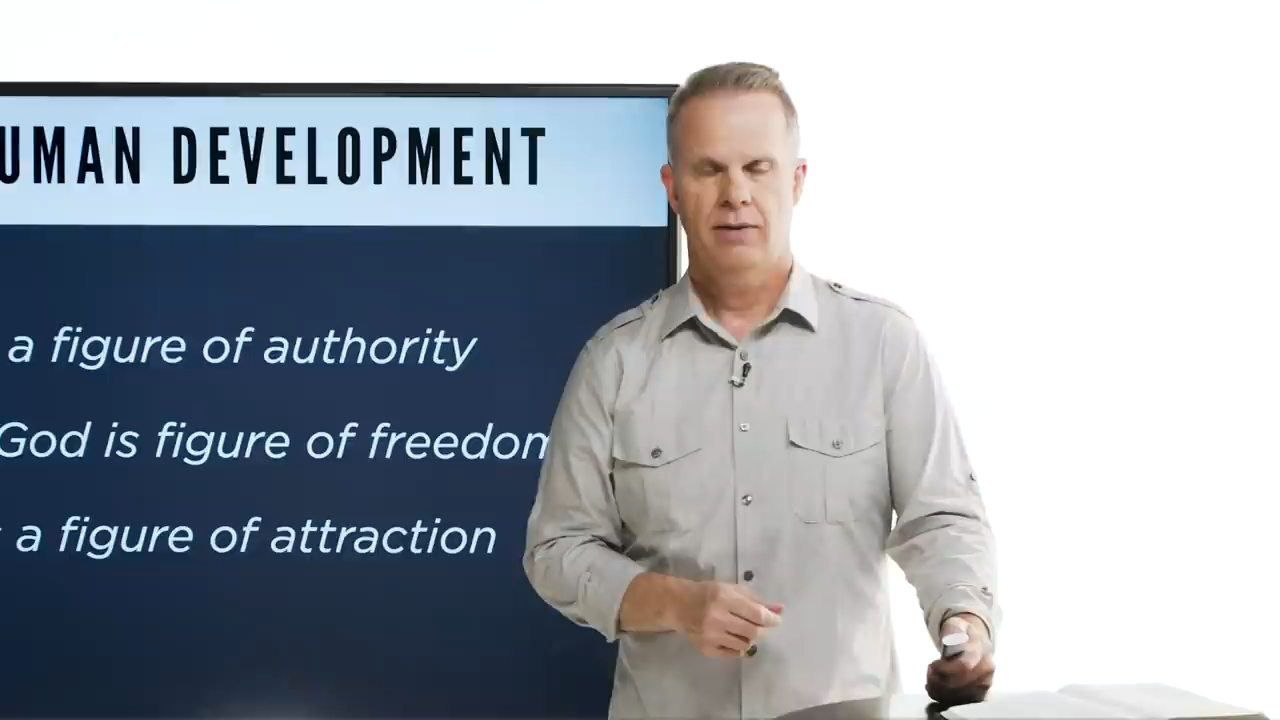 UMAN DEVELOPMENT
a figure of authority
God is figure of freedom
a figure of attraction